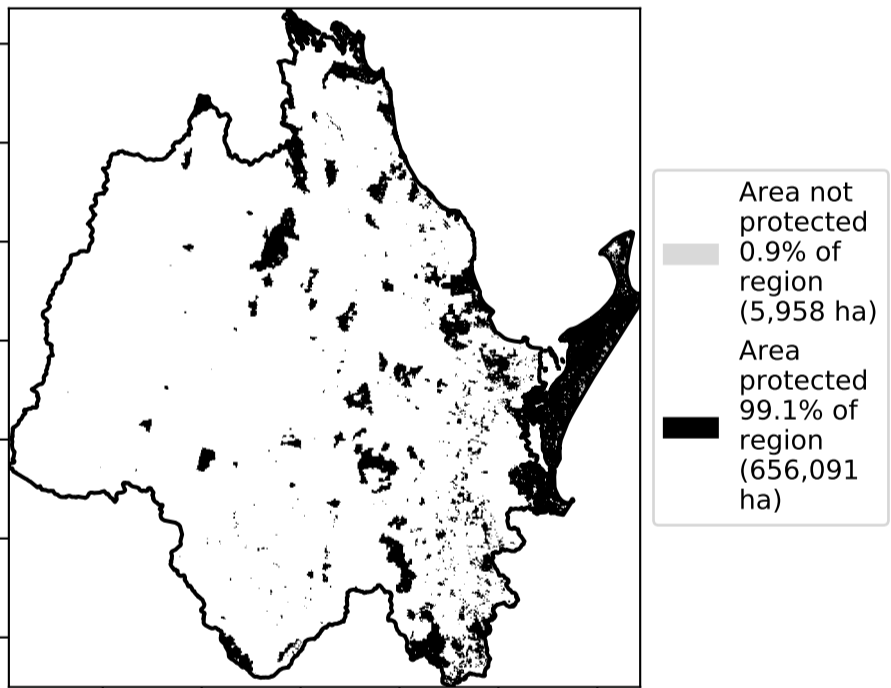 Area not
protected
0.9% of
region
(5,958 ha)
Area
protected
99.1% of
region
(656,091
ha)